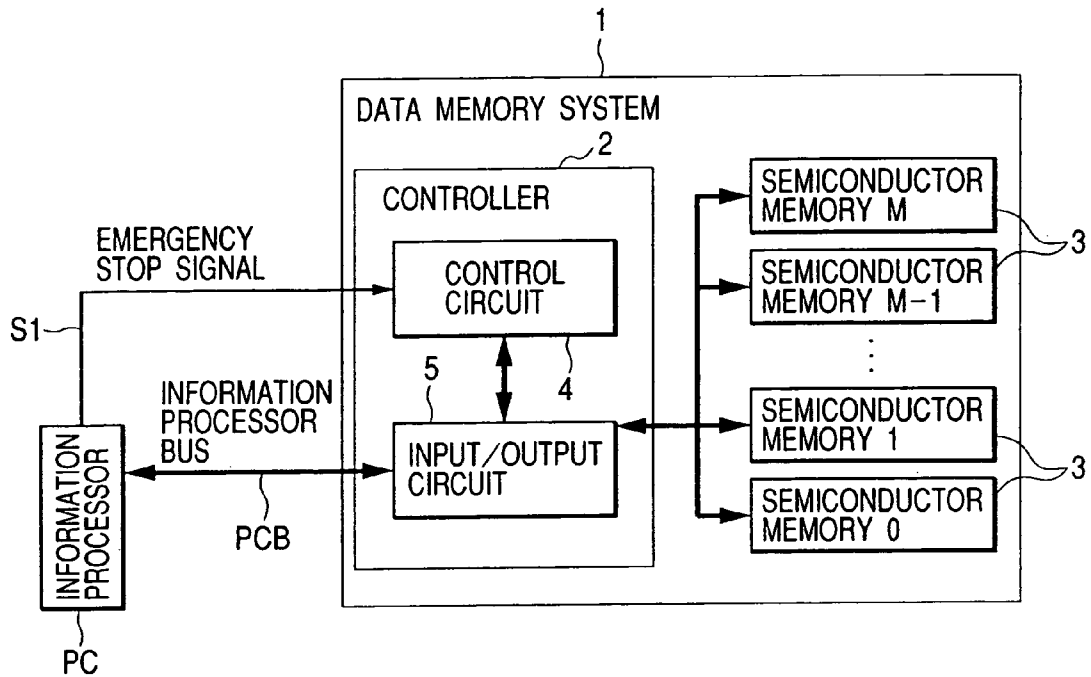 1
DATA MEMORY SYSTEM
2
CONTROLLER
SEMICONDUCTOR
MEMORY M
3
EMERGENCY
STOP SIGNAL
CONTROL
CIRCUIT
SEMICONDUCTOR
MEMORY M-1
S1
4
5
INFORMATION
PROCESSOR
BUS
SEMICONDUCTOR
MEMORY 1
3
INFORMATION
PROCESSOR
INPUT/OUTPUT
CIRCUIT
PCB
SEMICONDUCTOR
MEMORY 0
PC